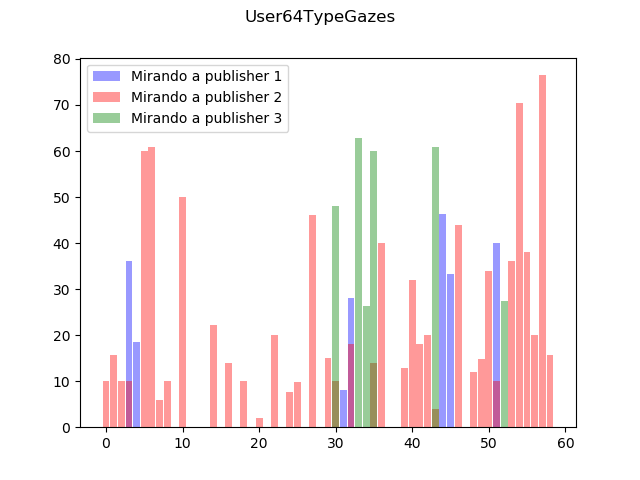 User64TypeGazes
80
70
60
50
40
30
20
10
0
Mirando a publisher 1
Mirando a publisher 2
Mirando a publisher 3
0 10 20 30 40 50 60